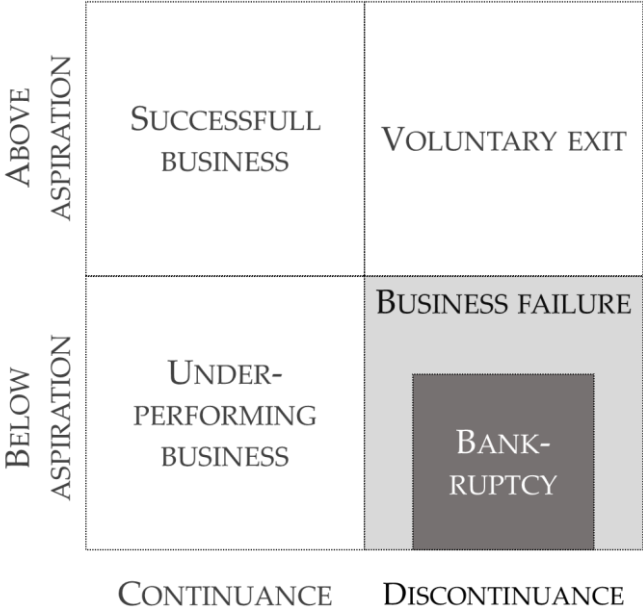 ABOVE
ASPIRATION
SUCCESSFULL
BUSINESS
VOLUNTARY EXIT
BELOW
ASPIRATION
UNDER-
PERFORMING
BUSINESS
BUSINESS FAILURE
BANK-
RUPTCY
CONTINUANCE
DISCONTINUANCE